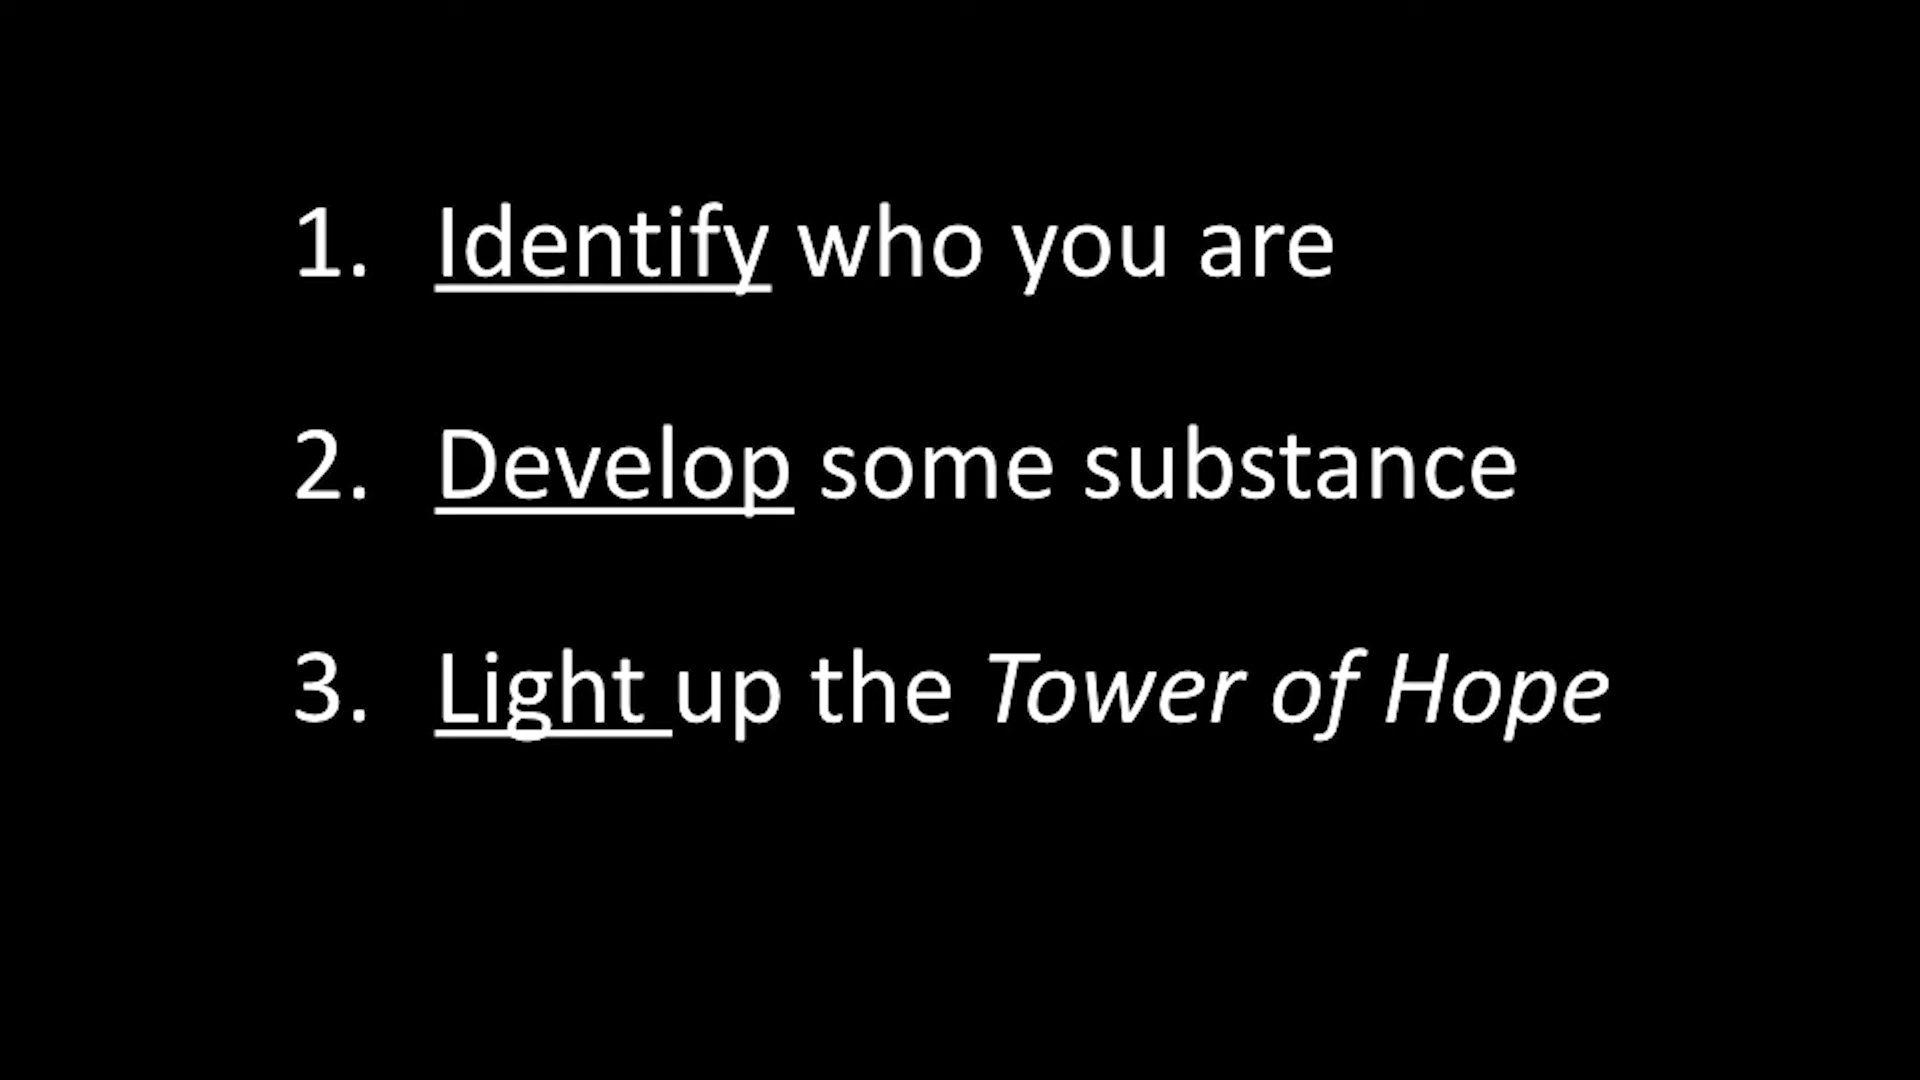 1. Identify who you are
2. Develop some substance
3. Light up the Tower of Hope